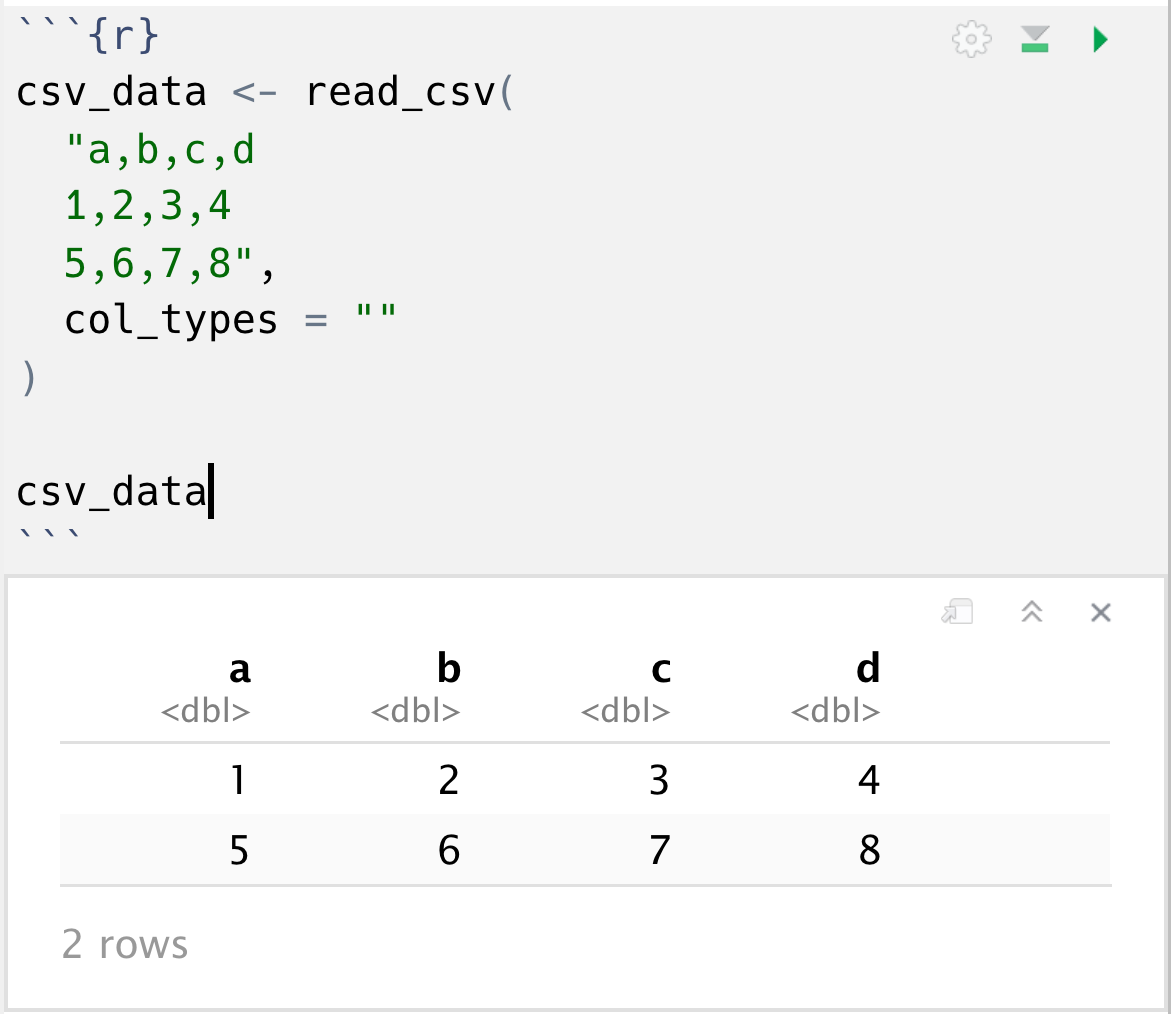 ```{r}
csv_data <- read_csv(
  "a,b,c,d
  1,2,3,4
  5,6,7,8",
  col_types = ""
)
csv_data
```
a b c d
<dbl> <dbl> <dbl> <dbl>
1 2 3 4
5 6 7 8
2 rows